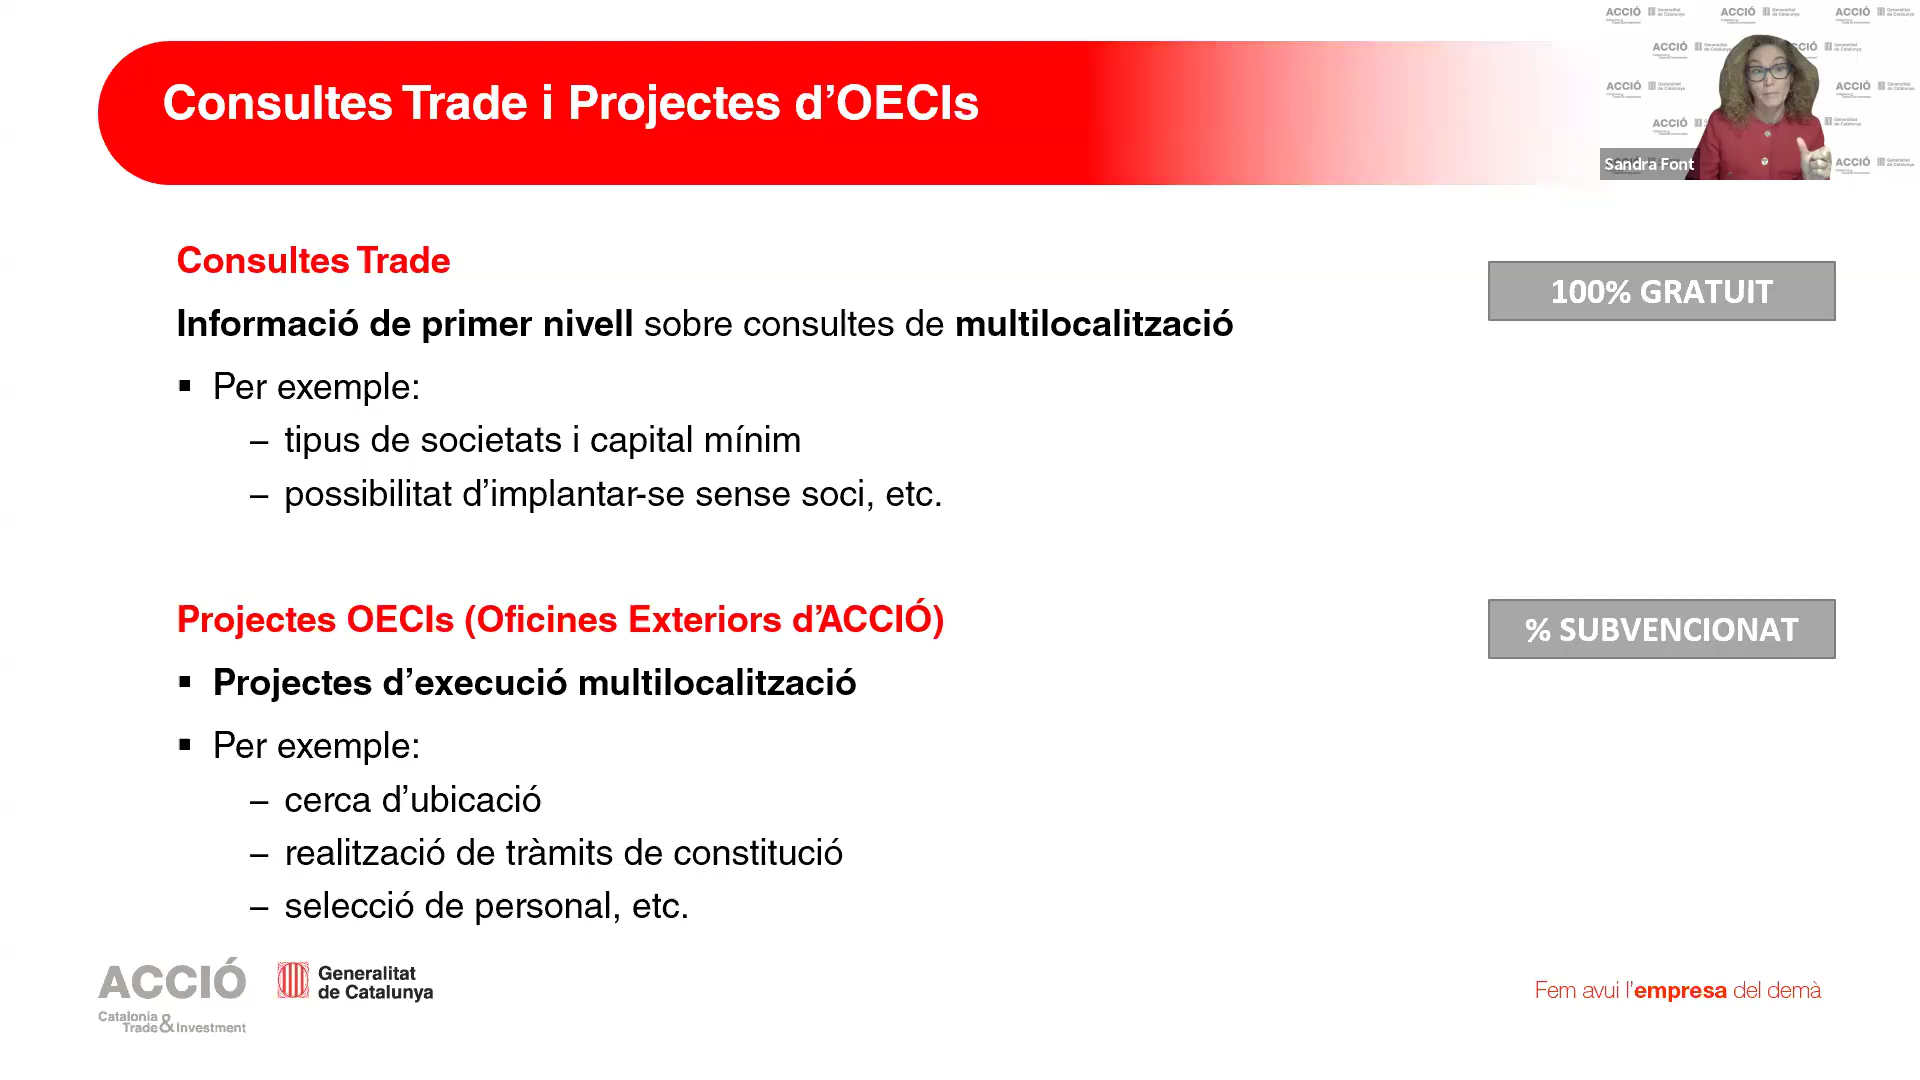 Consultes Trade i Projectes d’OECIs
Sandra Font
Consultes Trade
100% GRATUIT
Informació de primer nivell sobre consultes de multilocalització
▪ Per exemple:
– tipus de societats i capital mínim
– possibilitat d’implantar-se sense soci, etc.
Projectes OECIs (Oficines Exteriors d’ACCIÓ)
% SUBVENCIONAT
▪ Projectes d’execució multilocalització
▪ Per exemple:
– cerca d’ubicació
– realització de tràmits de constitució
– selecció de personal, etc.
ACCIÓ
Catalonia
Trade & Investment
Generalitat
de Catalunya
Fem avui l’empresa del demà